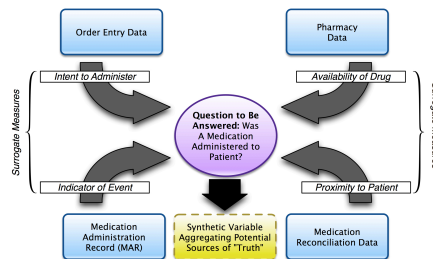 Order Entry Data
Pharmacy
Data
Intent to Administer
Availability of Drug
Surrogate Measures
Question to Be
Answered: Was
A Medication
Administered to
Patient?
Indicator of Event
Proximity to Patient
Medication
Administration
Record (MAR)
Synthetic Variable
Aggregating Potential
Sources of "Truth"
Medication
Reconciliation Data